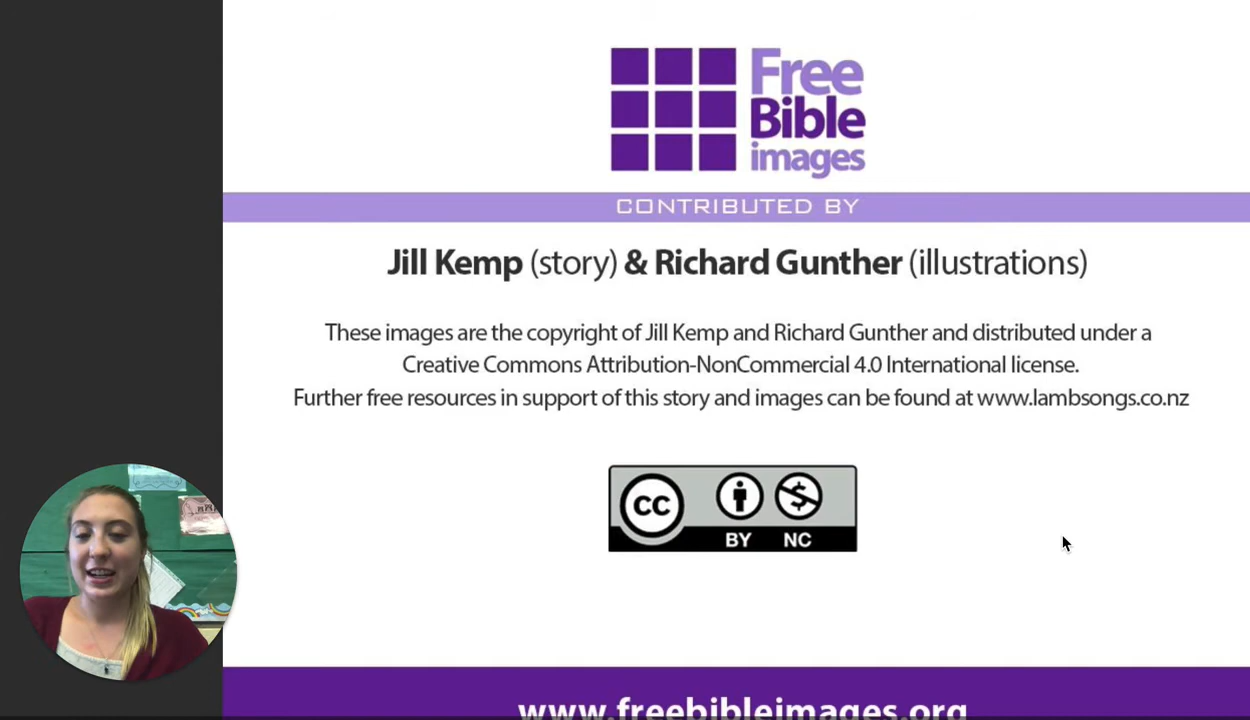 Free
Bible
images
CONTRIBUTED BY
Jill Kemp (story) & Richard Gunther (illustrations)
These images are the copyright of Jill Kemp and Richard Gunther and distributed under a
Creative Commons Attribution-NonCommercial 4.0 International license.
Further free resources in support of this story and images can be found at www.lambsongs.co.nz
CC
BY NC
www.freebibleimages.org